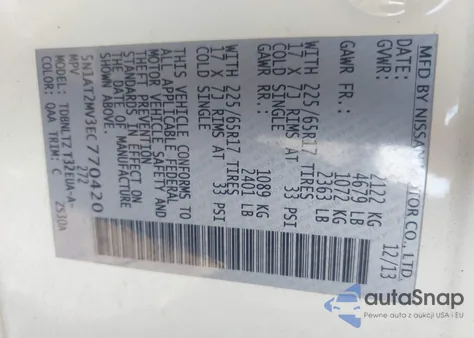 MFD BY NISSAN MOTOR CO., LTD.
DATE: 12/13
GVWR: 2122 KG
4679 LB
GAWR FR: 1072 KG
2363 LB
225/65R17 TIRES
17 X 7J RIMS AT 33 PSI
COLD SINGLE
GAWR 1089 KG
2401 LB
225/65R17 TIRES
17 X 7J RIMS AT 33 PSI
COLD SINGLE
THIS VEHICLE CONFORMS TO
ALL APPLICABLE FEDERAL
MOTOR VEHICLE SAFETY AND
THEFT PREVENTION
STANDARDS IN EFFECT ON
THE DATE OF MANUFACTURE
SHOWN ABOVE.
5N1AT2MV3EC770420
MPV 272
MODEL: TDBNLTZ T32EUA-A-
COLOR: QAA TRIM: C ZS30A
autaSnap
Pewne auta z aukcji USA i EU